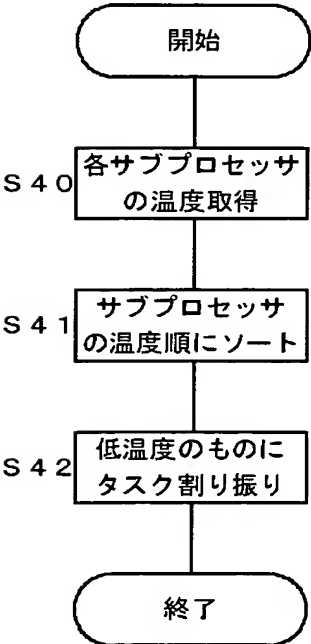 開始
S40
各サブプロセッサ
の温度取得
S41
サブプロセッサ
の温度順にソート
S42
低温度のものに
タスク割り振り
終了